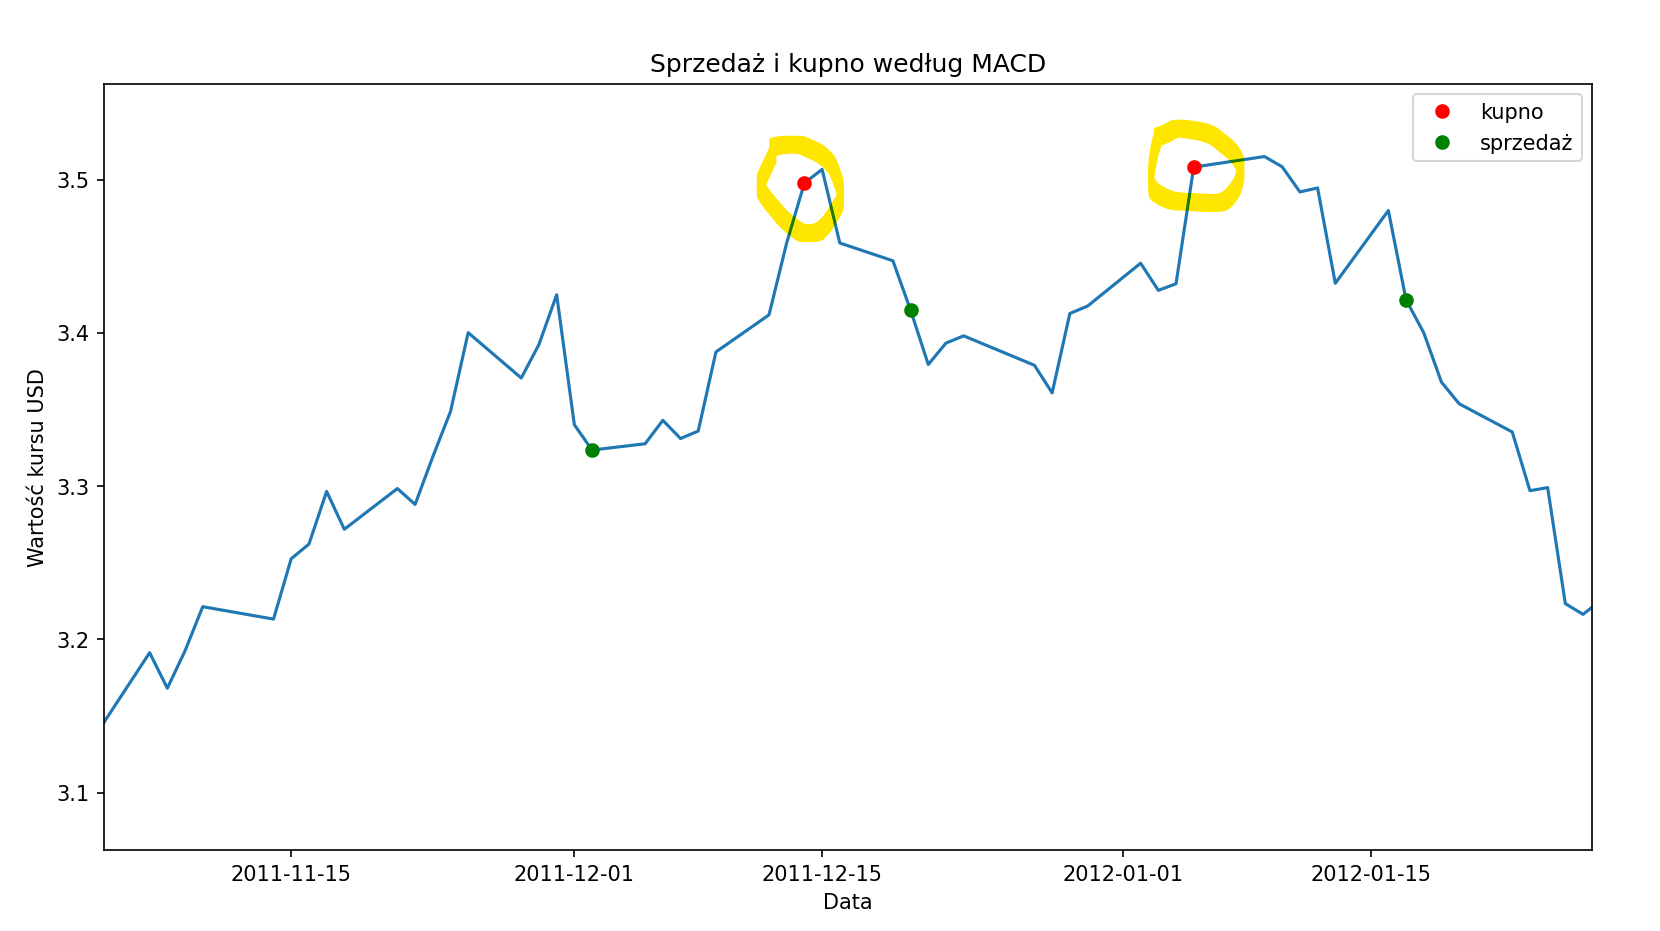 Sprzedaż i kupno według MACD
kupno
sprzedaż
3.5
3.4
3.3
3.2
3.1
Wartość kursu USD
2011-11-15
2011-12-01
2011-12-15
2012-01-01
2012-01-15
Data